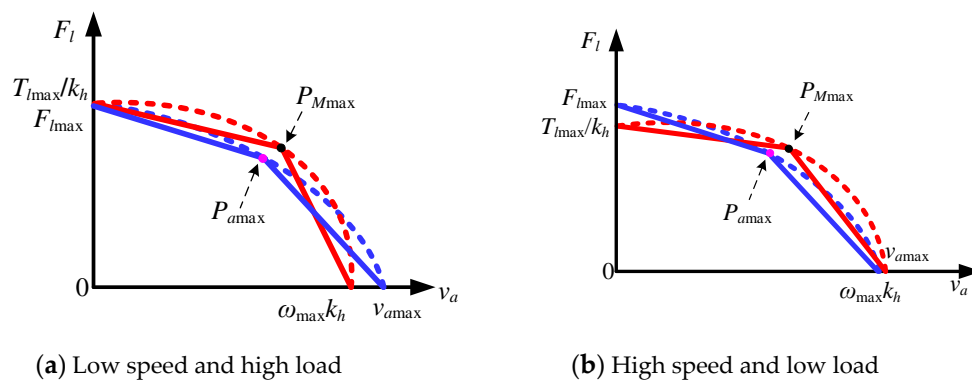 F_l
T_lmax/k_h
F_lmax
P_Mmax
P_amax
0
ω_max k_h
v_amax
v_a
(a) Low speed and high load
F_l
F_lmax
T_lmax/k_h
P_Mmax
P_amax
v_amax
0
ω_max k_h
v_a
(b) High speed and low load